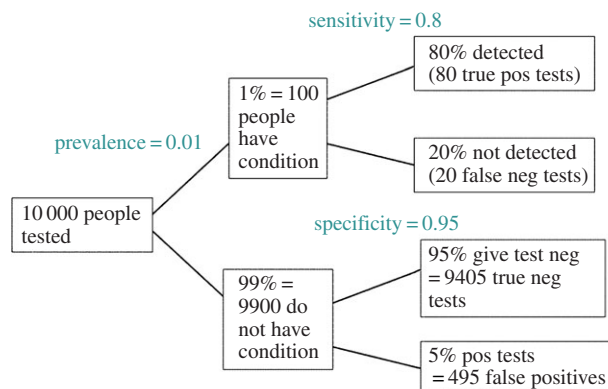 sensitivity = 0.8
80% detected
(80 true pos tests)
1% = 100
people
have
condition
prevalence = 0.01
20% not detected
(20 false neg tests)
10 000 people
tested
specificity = 0.95
95% give test neg
= 9405 true neg
tests
99% =
9900 do
not have
condition
5% pos tests
= 495 false positives